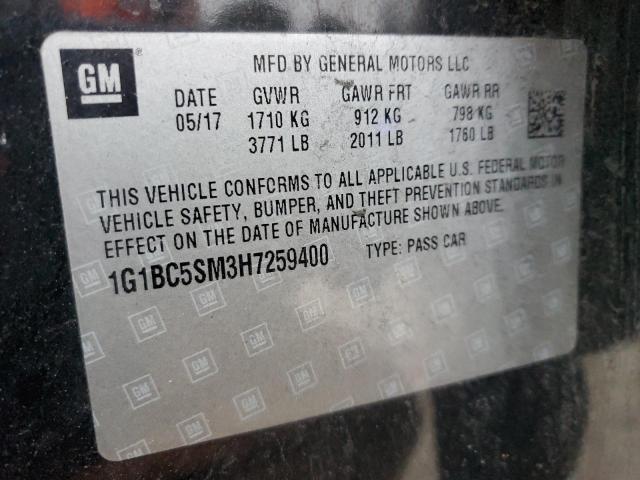 GM
MFD BY GENERAL MOTORS LLC
DATE GVWR GAWR FRT GAWR RR
05/17 1710 KG 912 KG 798 KG
3771 LB 2011 LB 1760 LB
THIS VEHICLE CONFORMS TO ALL APPLICABLE U.S. FEDERAL MOTOR
VEHICLE SAFETY, BUMPER, AND THEFT PREVENTION STANDARDS IN
EFFECT ON THE DATE OF MANUFACTURE SHOWN ABOVE.
1G1BC5SM3H7259400 TYPE: PASS CAR